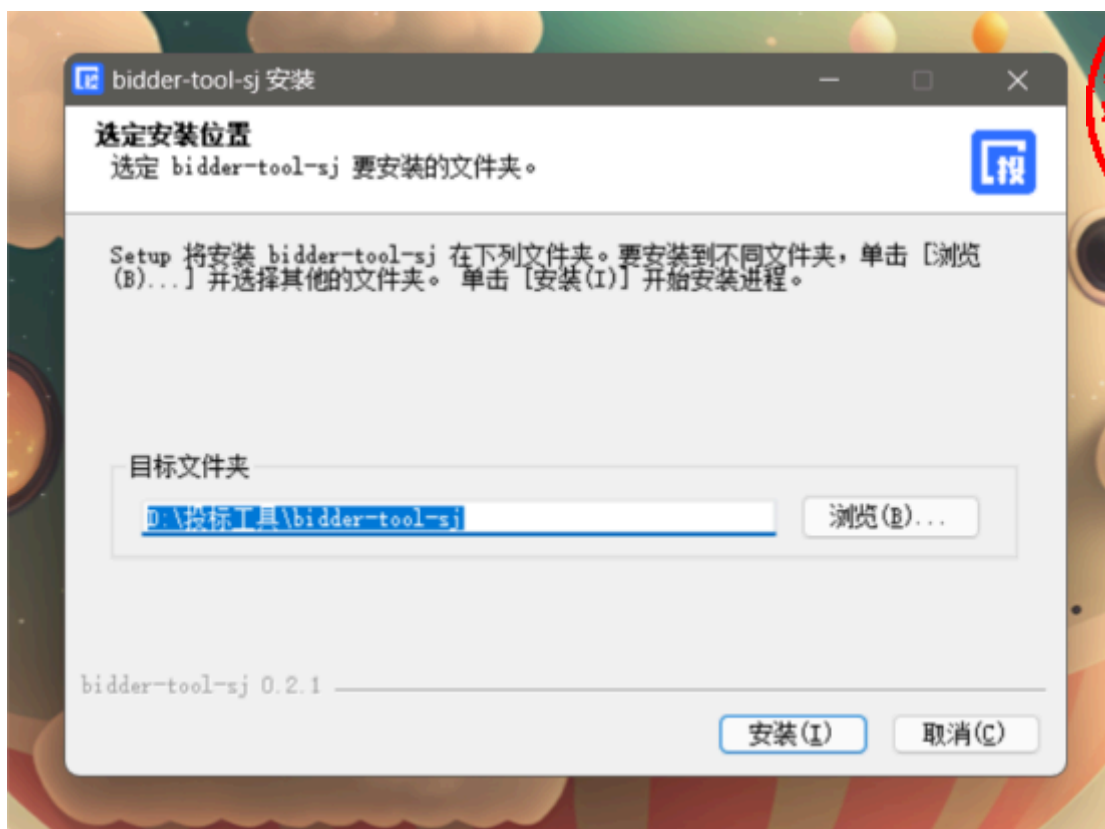 bidder-tool-sj 安装
选定安装位置
选定 bidder-tool-sj 要安装的文件夹。
投
Setup 将安装 bidder-tool-sj 在下列文件夹。要安装到不同文件夹，单击 [浏览
(B)...] 并选择其他的文件夹。 单击 [安装(I)] 开始安装进程。
目标文件夹
D:\投标工具\bidder-tool-sj
浏览(B)...
bidder-tool-sj 0.2.1
安装(I)
取消(C)